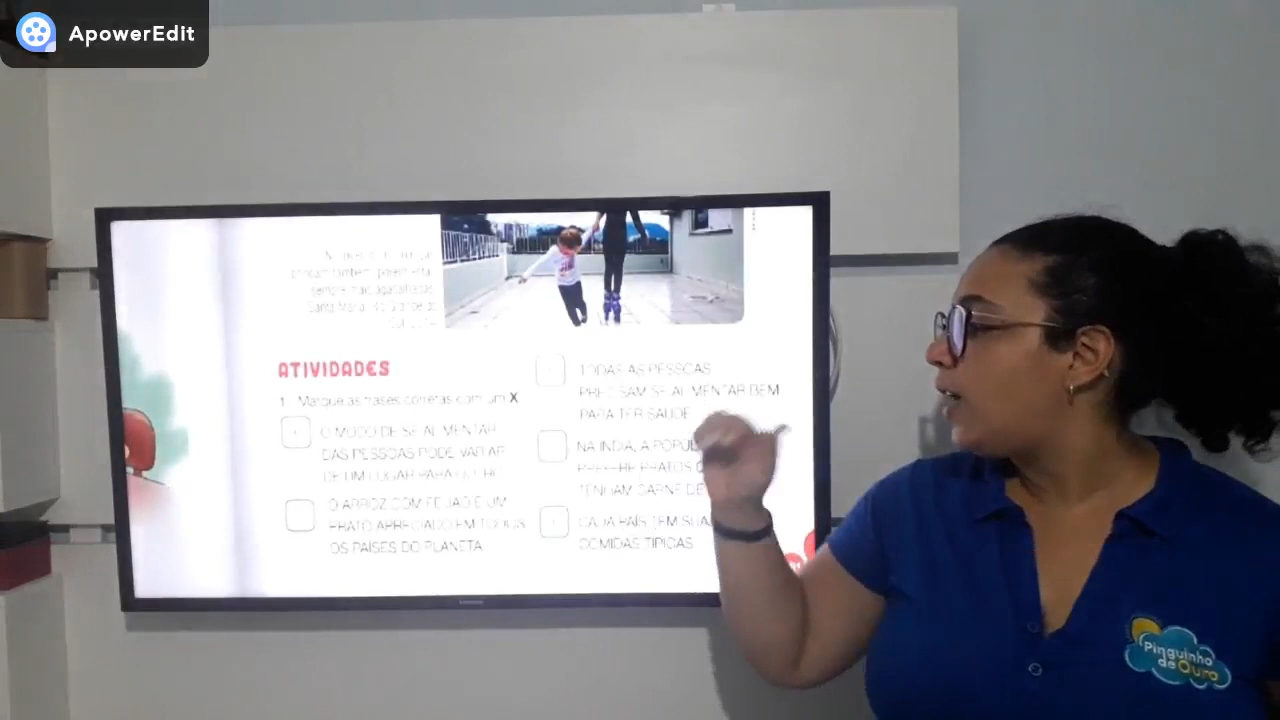 ApowerEdit
ATIVIDADES
1. Marque as frases corretas com um X
O MODO DE SE ALIMENTAR
DAS PESSOAS PODE VARIAR
DE UM LUGAR PARA OUTRO
O ARROZ COM FEIJÃO É UM
PRATO APRECIADO EM TODOS
OS PAÍSES DO PLANETA
TODAS AS PESSOAS
PRECISAM SE ALIMENTAR BEM
PARA TER SAÚDE
NA ÍNDIA, A
PREFERE PRATOS
TENHAM CARNE DE
CADA PAÍS TEM SUAS
COMIDAS TÍPICAS
Pinguinho
de Ouro